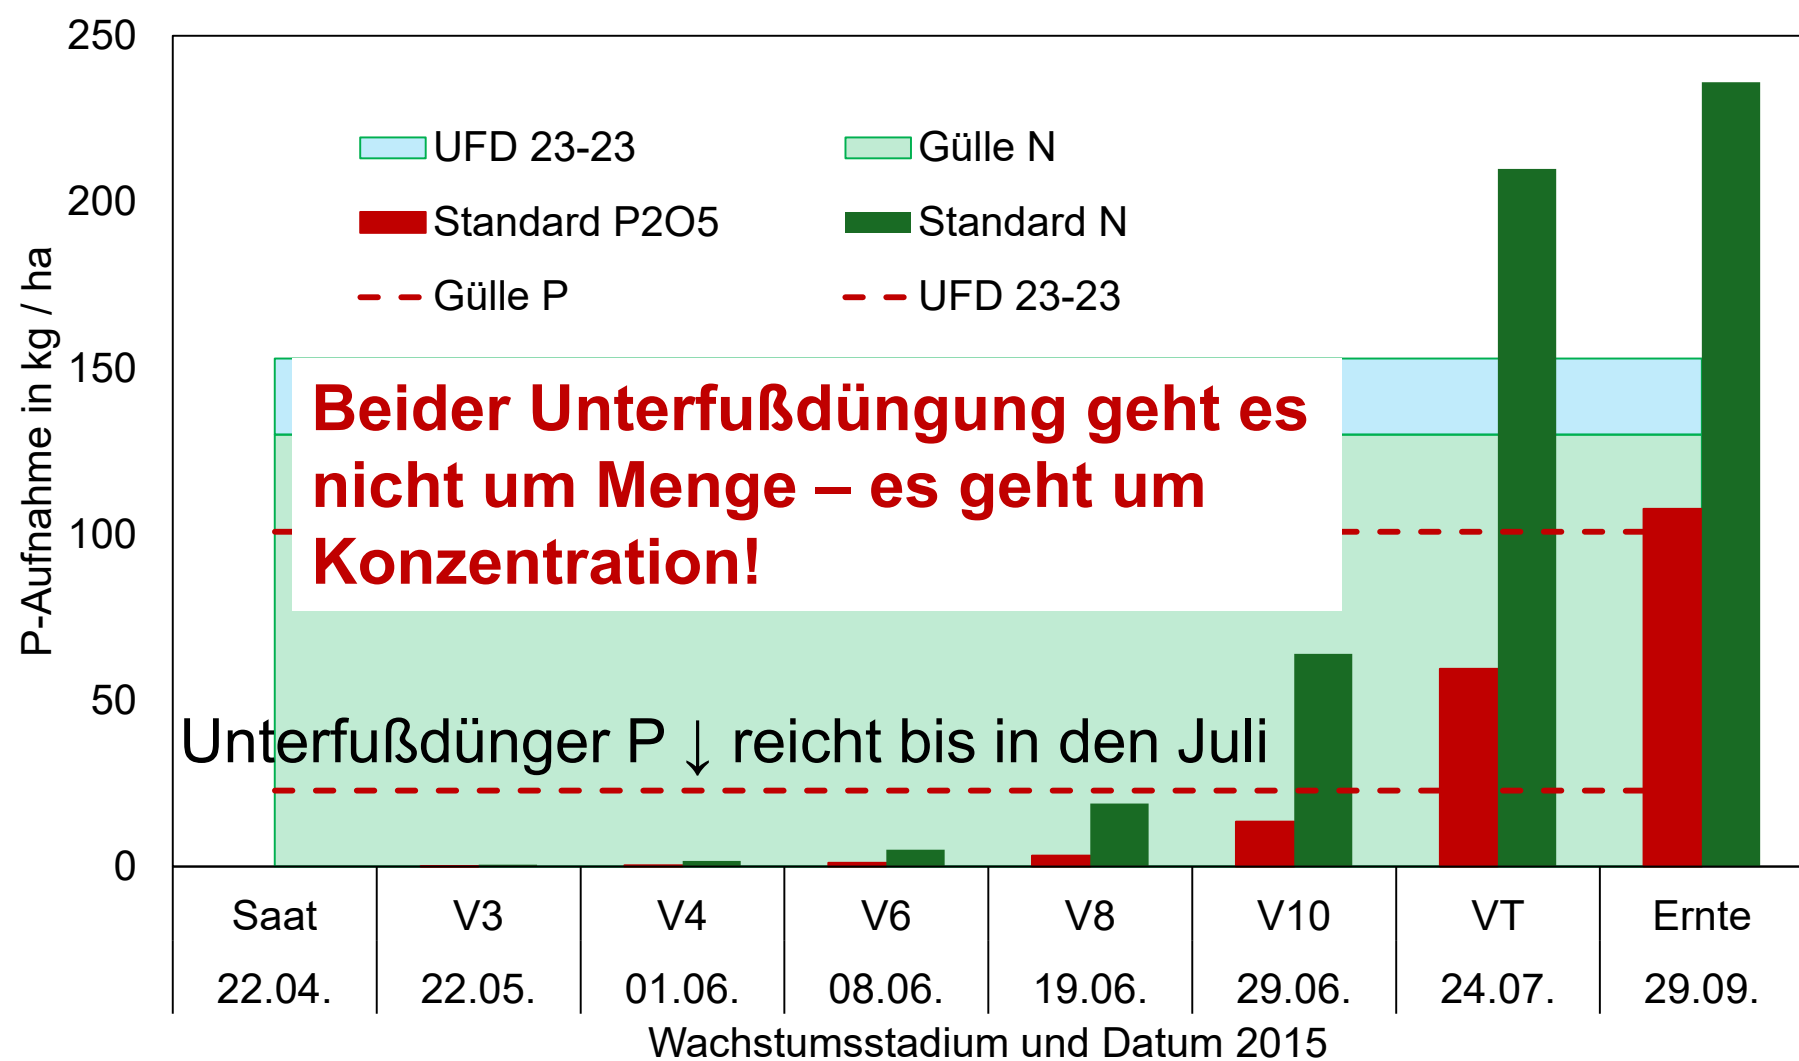 250
200
150
100
50
0
P-Aufnahme in kg / ha
UFD 23-23
Gülle N
Standard P2O5
Standard N
Gülle P
UFD 23-23
Beider Unterfußdüngung geht es
nicht um Menge – es geht um
Konzentration!
Unterfußdünger P ↓ reicht bis in den Juli
Saat V3 V4 V6 V8 V10 VT Ernte
22.04. 22.05. 01.06. 08.06. 19.06. 29.06. 24.07. 29.09.
Wachstumsstadium und Datum 2015